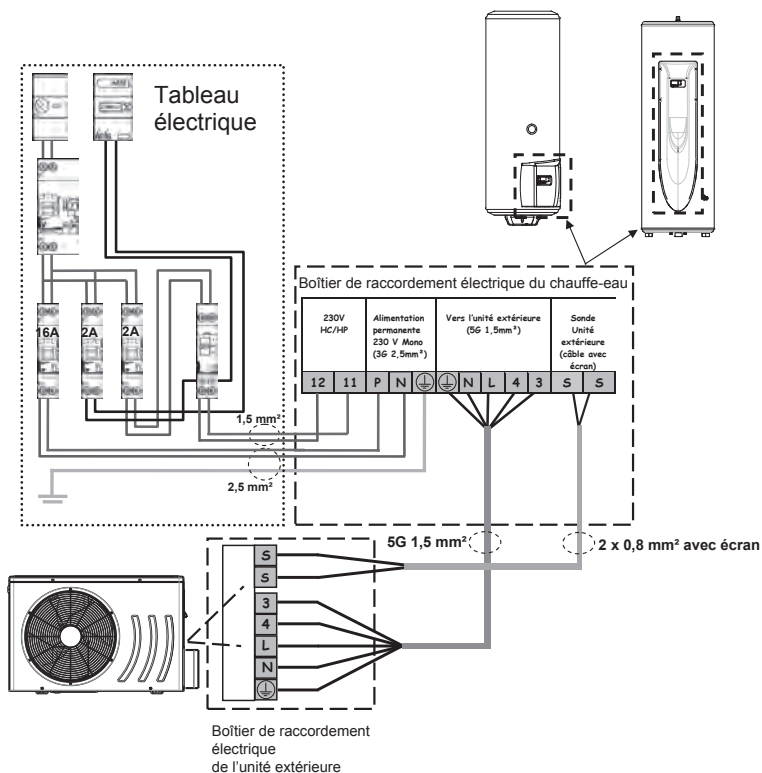 Tableau
électrique
16A
2A
2A
Boîtier de raccordement électrique du chauffe-eau
230V
HC/HP
Alimentation
permanente
230 V Mono
(3G 2,5mm²)
Vers l'unité extérieure
(5G 1,5mm²)
Sonde
Unité
extérieure
(câble avec
écran)
12 11 P N N L 4 3 S S
1,5 mm²
2,5 mm²
5G 1,5 mm²
2 x 0,8 mm² avec écran
S
S
3
4
L
N
Boîtier de raccordement
électrique
de l'unité extérieure